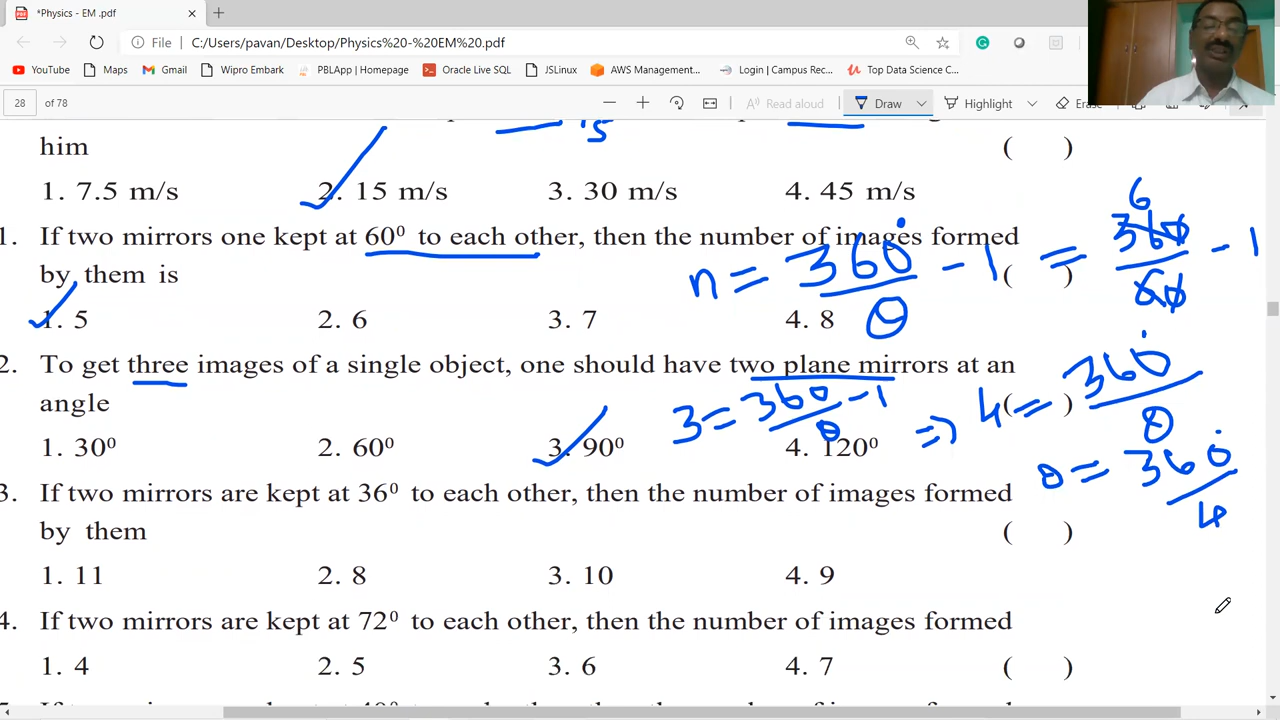 *Physics - EM .pdf
File C:/Users/pavan/Desktop/Physics%20-%20EM%20.pdf
YouTube Maps Gmail Wipro Embark PBLApp | Homepage Oracle Live SQL JSLinux AWS Management... Login | Campus Rec... Top Data Science C...
28 of 78 Read aloud Draw Highlight Erase
15
him ( )
1. 7.5 m/s 2. 15 m/s 3. 30 m/s 4. 45 m/s
1. If two mirrors one kept at 60⁰ to each other, then the number of images formed
by them is ( )
n = 360°/θ - 1 = 360/60 - 1
6
1. 5 2. 6 3. 7 4. 8
2. To get three images of a single object, one should have two plane mirrors at an
angle ( )
3 = 360/θ - 1 ⇒ 4 = 360°/θ
1. 30⁰ 2. 60⁰ 3. 90⁰ 4. 120⁰
θ = 360°/4
3. If two mirrors are kept at 36⁰ to each other, then the number of images formed
by them ( )
1. 11 2. 8 3. 10 4. 9
4. If two mirrors are kept at 72⁰ to each other, then the number of images formed
1. 4 2. 5 3. 6 4. 7 ( )